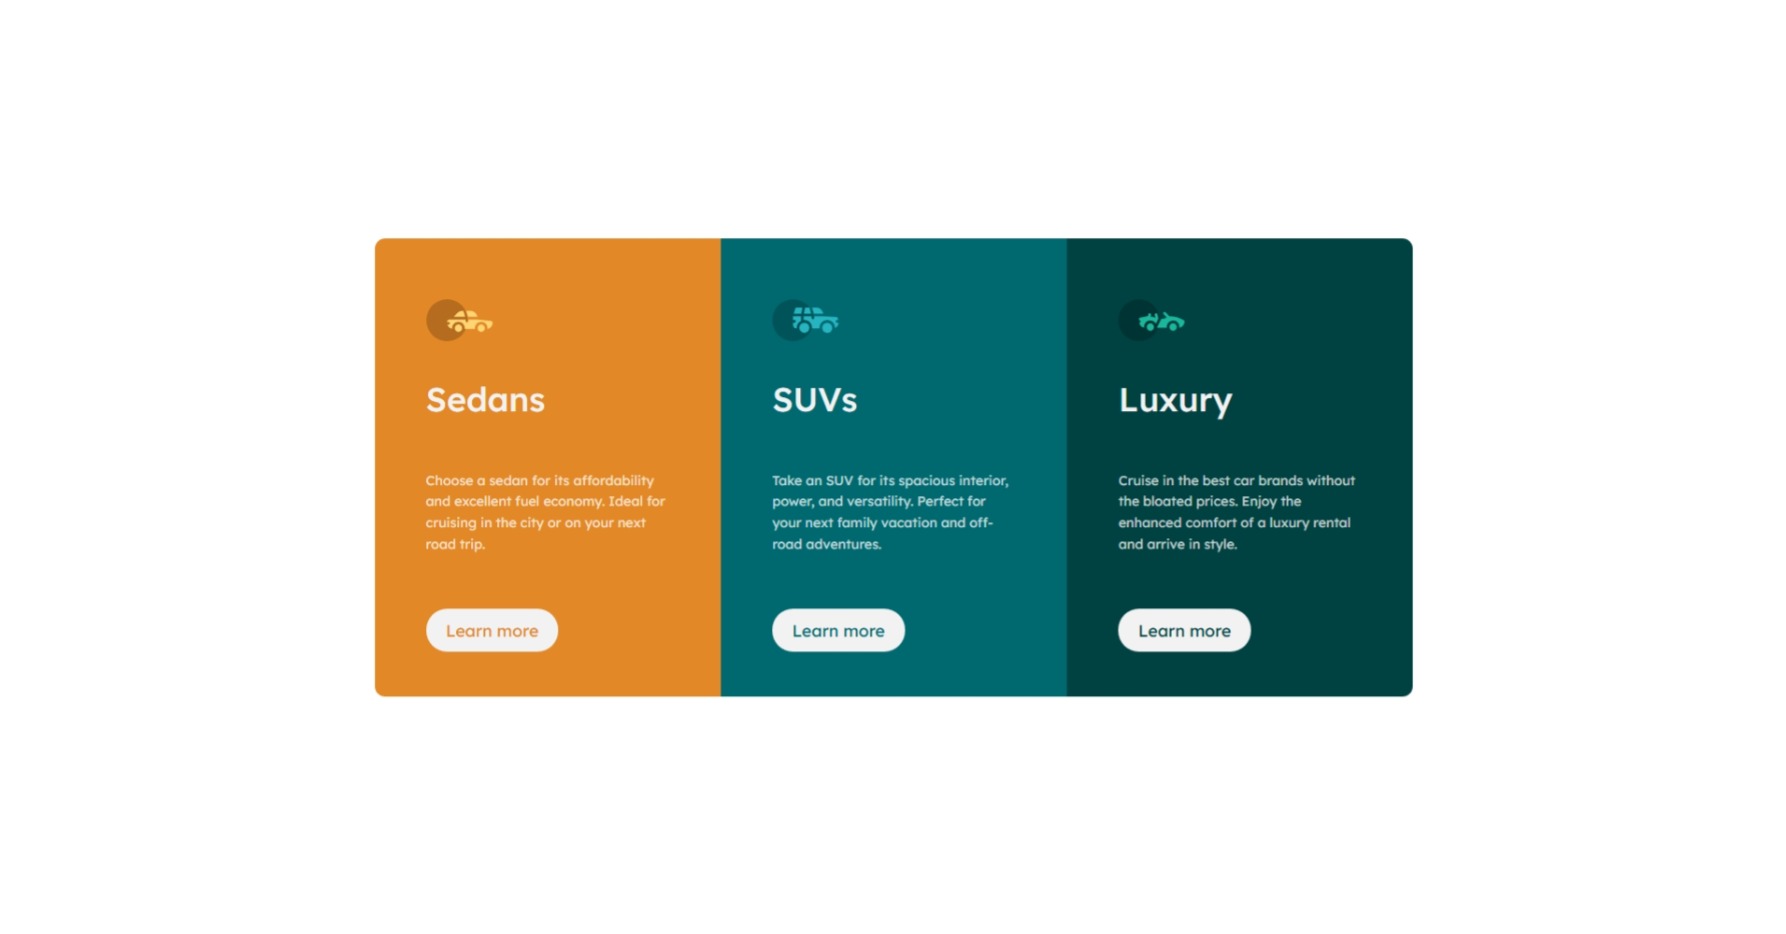 Sedans
Choose a sedan for its affordability
and excellent fuel economy. Ideal for
cruising in the city or on your next
road trip.
Learn more
SUVs
Take an SUV for its spacious interior,
power, and versatility. Perfect for
your next family vacation and off-
road adventures.
Learn more
Luxury
Cruise in the best car brands without
the bloated prices. Enjoy the
enhanced comfort of a luxury rental
and arrive in style.
Learn more